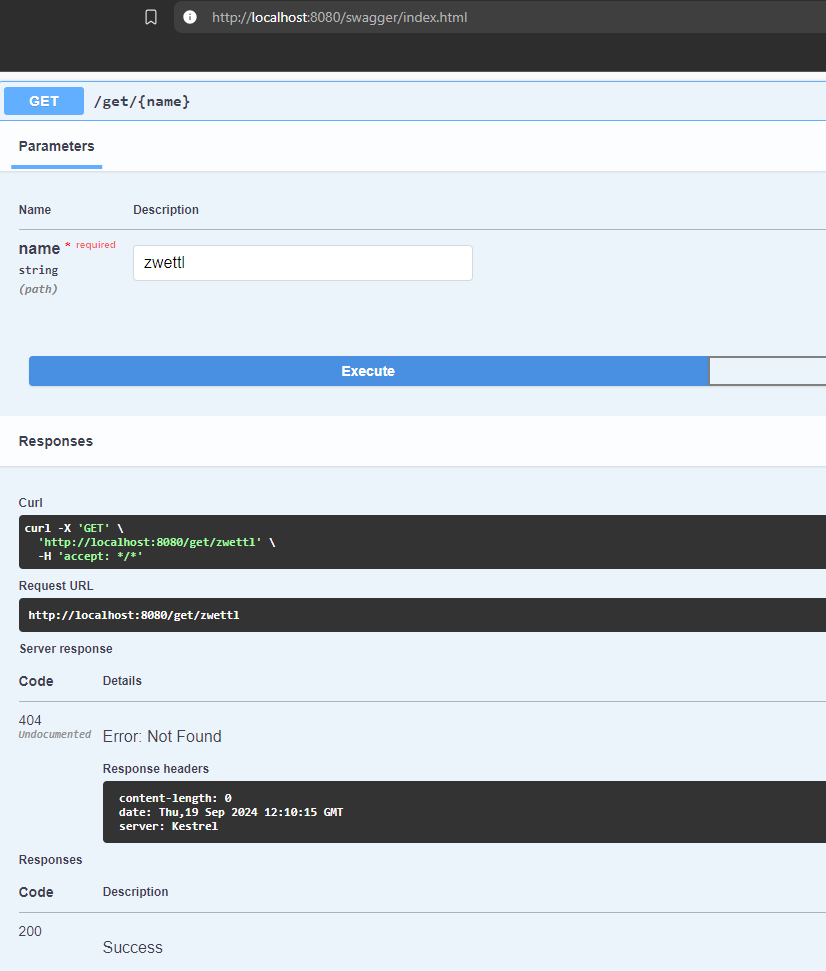 http://localhost:8080/swagger/index.html
GET /get/{name}
Parameters
Name Description
name * required
string
(path)
zwettl
Execute
Responses
Curl
curl -X 'GET' \
'http://localhost:8080/get/zwettl' \
-H 'accept: */*'
Request URL
http://localhost:8080/get/zwettl
Server response
Code Details
404
Undocumented
Error: Not Found
Response headers
content-length: 0
date: Thu,19 Sep 2024 12:10:15 GMT
server: Kestrel
Responses
Code Description
200
Success